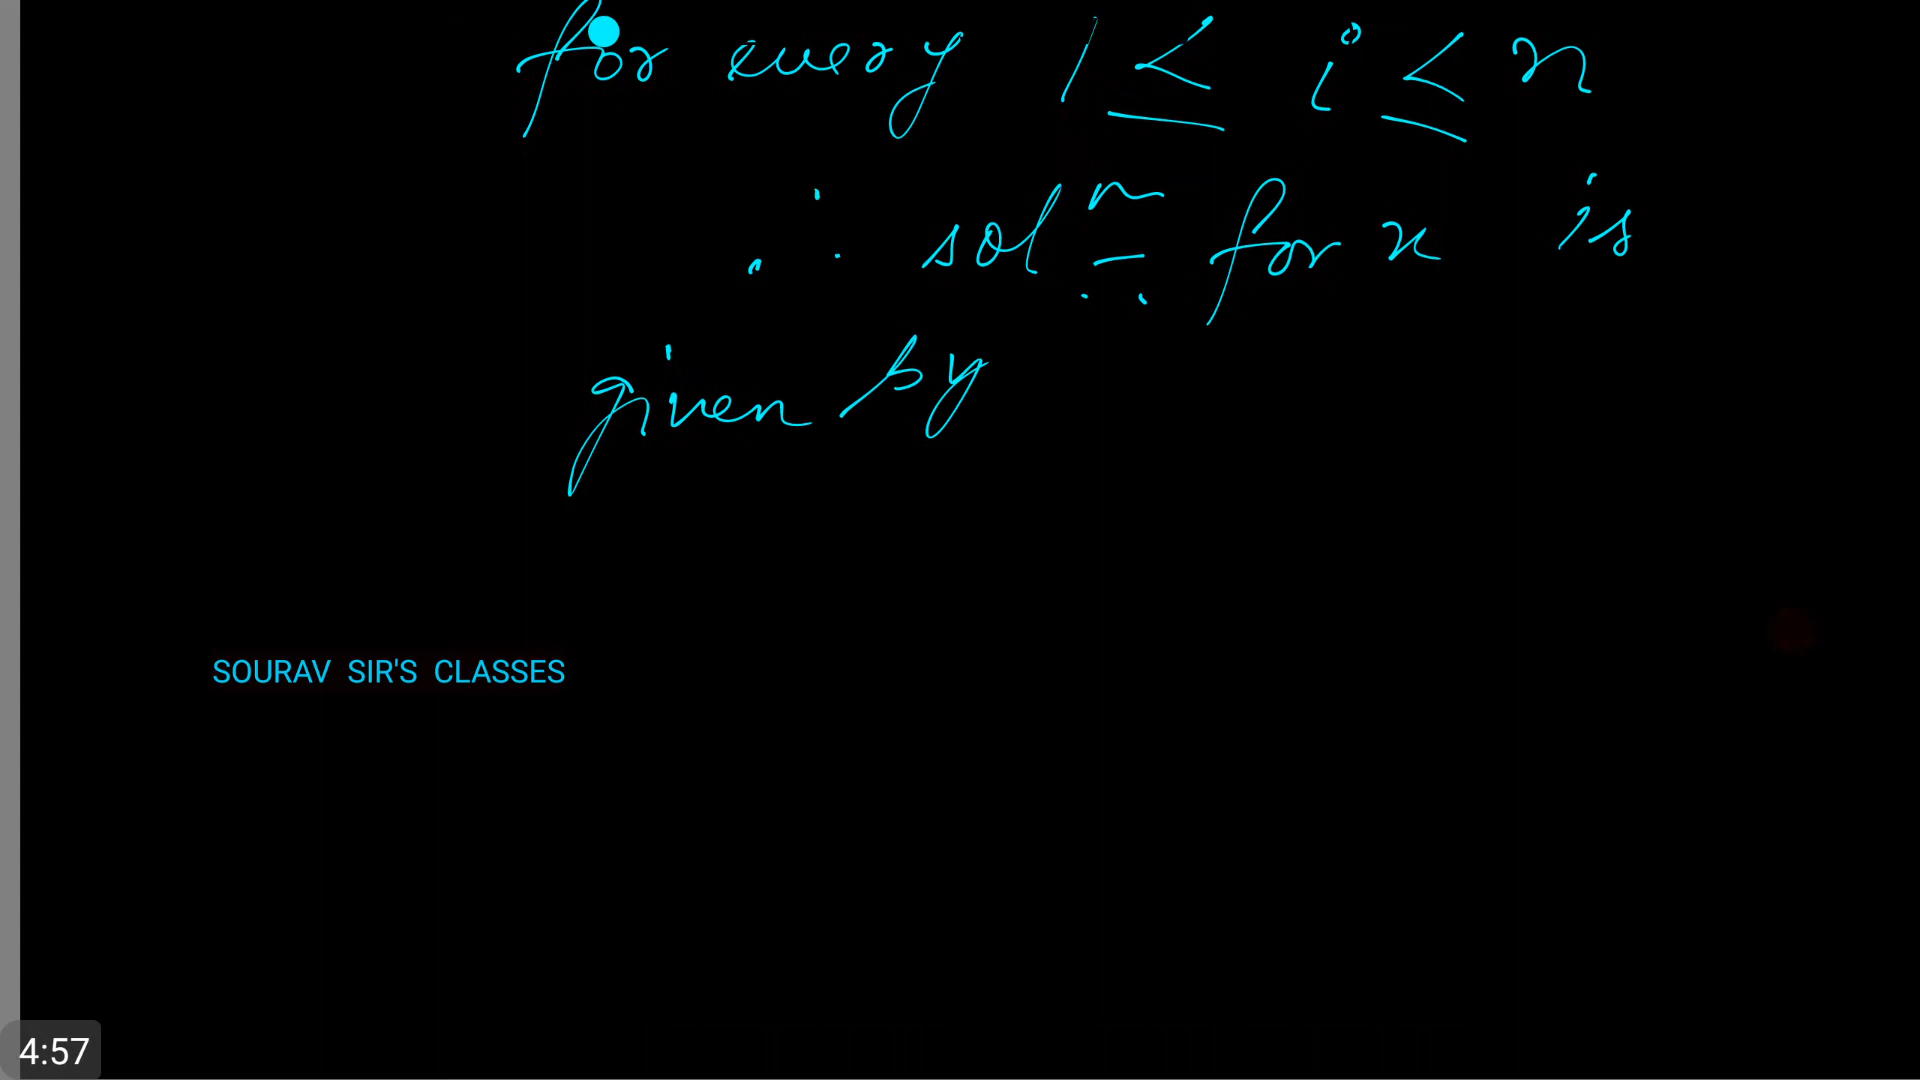 for every 1 ≤ i ≤ n
∴ solⁿ for x is
given by
SOURAV SIR'S CLASSES
4:57